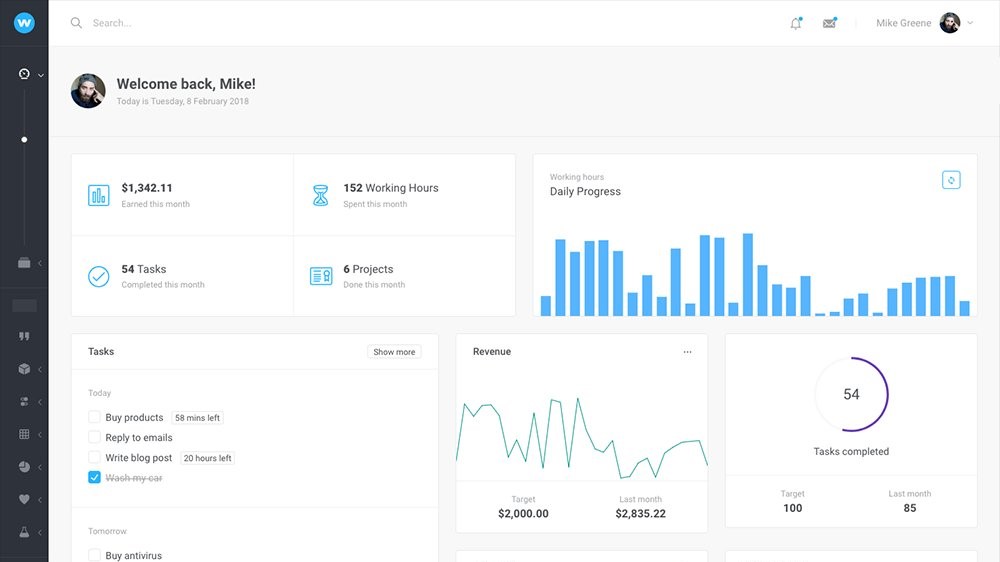 w
Search...
Mike Greene
Welcome back, Mike!
Today is Tuesday, 8 February 2018
$1,342.11
Earned this month
152 Working Hours
Spent this month
54 Tasks
Completed this month
6 Projects
Done this month
Working hours
Daily Progress
Tasks
Show more
Today
Buy products 58 mins left
Reply to emails
Write blog post 20 hours left
Wash my car
Tomorrow
Buy antivirus
Revenue
...
Target
Last month
$2,000.00
$2,835.22
54
Tasks completed
Target
Last month
100
85